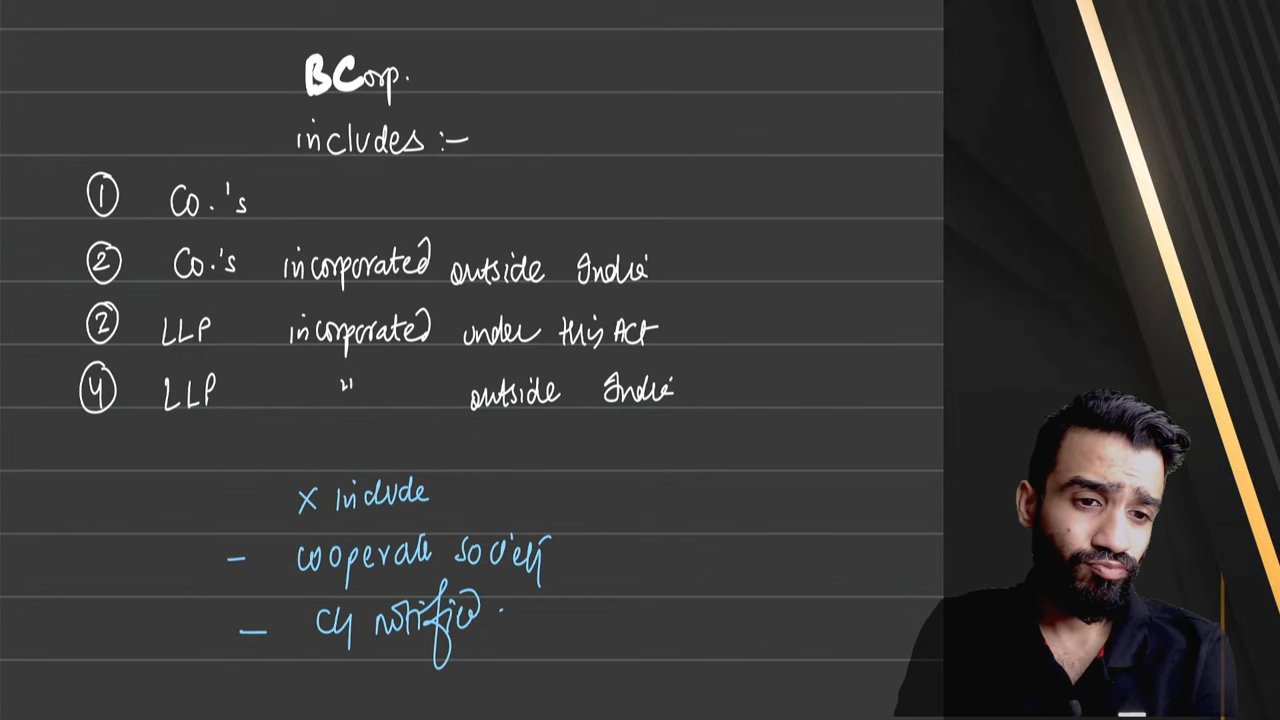 BCorp.
includes :-
① Co.'s
② Co.'s incorporated outside India
② LLP incorporated under this Act
④ LLP " outside India
x include
- cooperate society
- CG notified.